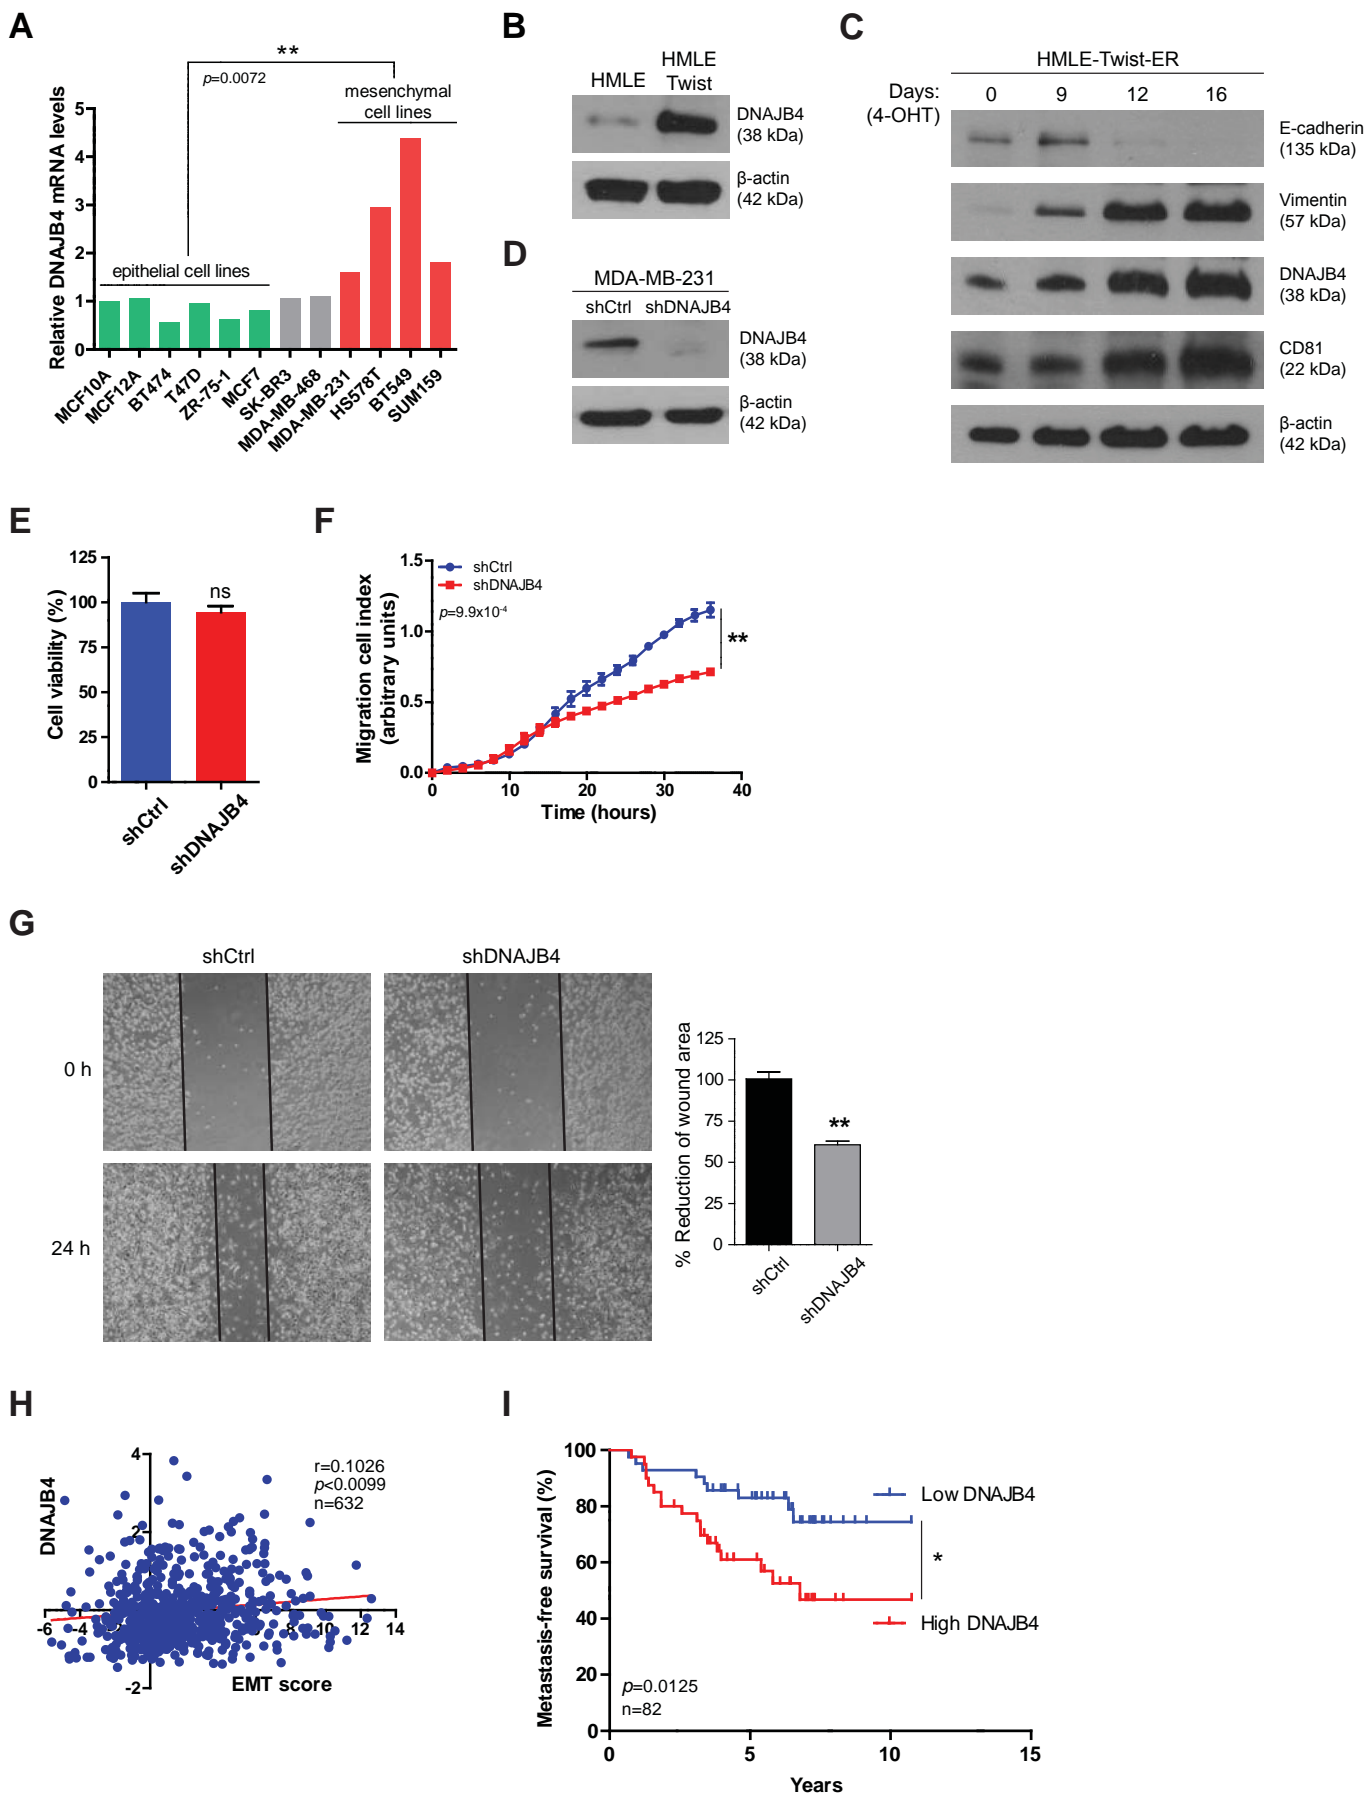 A
**
p=0.0072
mesenchymal
cell lines
epithelial cell lines
Relative DNAJB4 mRNA levels
5
4
3
2
1
0
MCF10A
MCF12A
BT474
T47D
ZR-75-1
MCF7
SK-BR3
MDA-MB-468
MDA-MB-231
HS578T
BT549
SUM159
B
HMLE
HMLE
Twist
DNAJB4
(38 kDa)
β-actin
(42 kDa)
C
HMLE-Twist-ER
Days:
(4-OHT)
0 9 12 16
E-cadherin
(135 kDa)
Vimentin
(57 kDa)
DNAJB4
(38 kDa)
CD81
(22 kDa)
β-actin
(42 kDa)
D
MDA-MB-231
shCtrl shDNAJB4
DNAJB4
(38 kDa)
β-actin
(42 kDa)
E
Cell viability (%)
125
100
75
50
25
0
ns
shCtrl
shDNAJB4
F
Migration cell index
(arbitrary units)
1.5
1.0
0.5
0.0
shCtrl
shDNAJB4
p=9.9x10-4
**
0 10 20 30 40
Time (hours)
G
shCtrl shDNAJB4
0 h
24 h
% Reduction of wound area
125
100
75
50
25
0
**
shCtrl
shDNAJB4
H
DNAJB4
4
2
-2
r=0.1026
p<0.0099
n=632
-6 -4 -2 8 10 12 14
EMT score
I
Metastasis-free survival (%)
100
80
60
40
20
0
Low DNAJB4
*
High DNAJB4
p=0.0125
n=82
0 5 10 15
Years